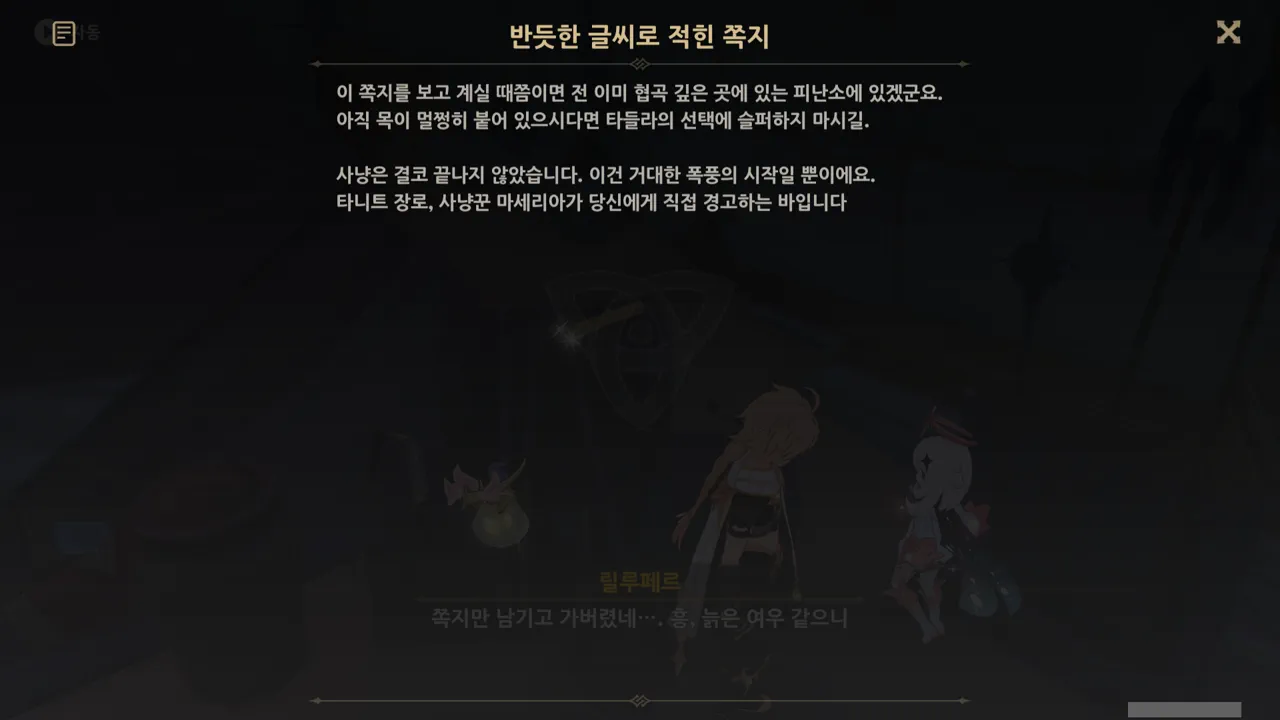 자동
반듯한 글씨로 적힌 쪽지
이 쪽지를 보고 계실 때쯤이면 전 이미 협곡 깊은 곳에 있는 피난소에 있겠군요.
아직 목이 멀쩡히 붙어 있으시다면 타들라의 선택에 슬퍼하지 마시길.
사냥은 결코 끝나지 않았습니다. 이건 거대한 폭풍의 시작일 뿐이에요.
타니트 장로, 사냥꾼 마세리아가 당신에게 직접 경고하는 바입니다
릴루페르
쪽지만 남기고 가버렸네…. 흥, 늙은 여우 같으니